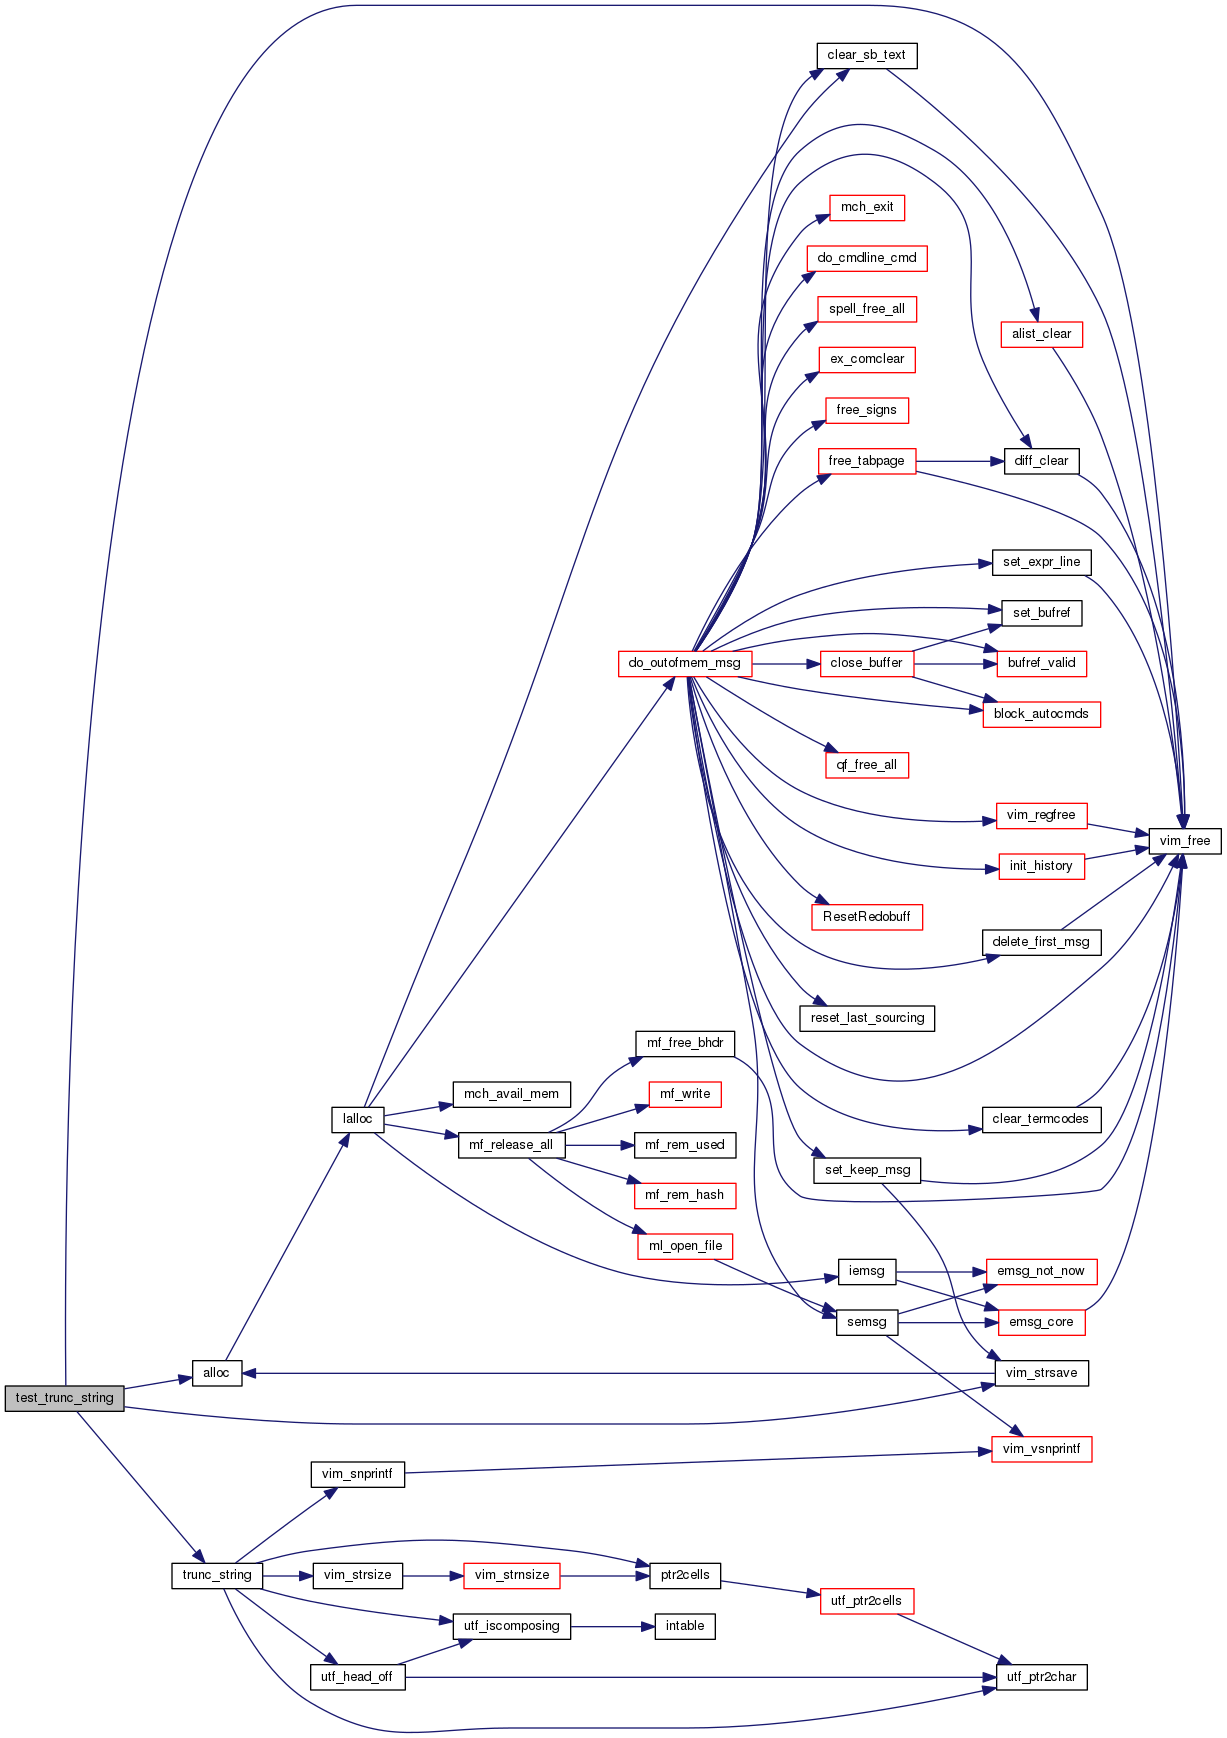 clear_sb_text
mch_exit
do_cmdline_cmd
spell_free_all
alist_clear
ex_comclear
free_signs
free_tabpage
diff_clear
set_expr_line
set_bufref
do_outofmem_msg
close_buffer
bufref_valid
block_autocmds
qf_free_all
vim_regfree
vim_free
init_history
ResetRedobuff
delete_first_msg
reset_last_sourcing
mf_free_bhdr
mch_avail_mem
mf_write
lalloc
clear_termcodes
mf_release_all
mf_rem_used
set_keep_msg
mf_rem_hash
ml_open_file
iemsg
emsg_not_now
semsg
emsg_core
alloc
vim_strsave
test_trunc_string
vim_vsnprintf
vim_snprintf
trunc_string
vim_strsize
vim_strnsize
ptr2cells
utf_ptr2cells
utf_iscomposing
intable
utf_head_off
utf_ptr2char